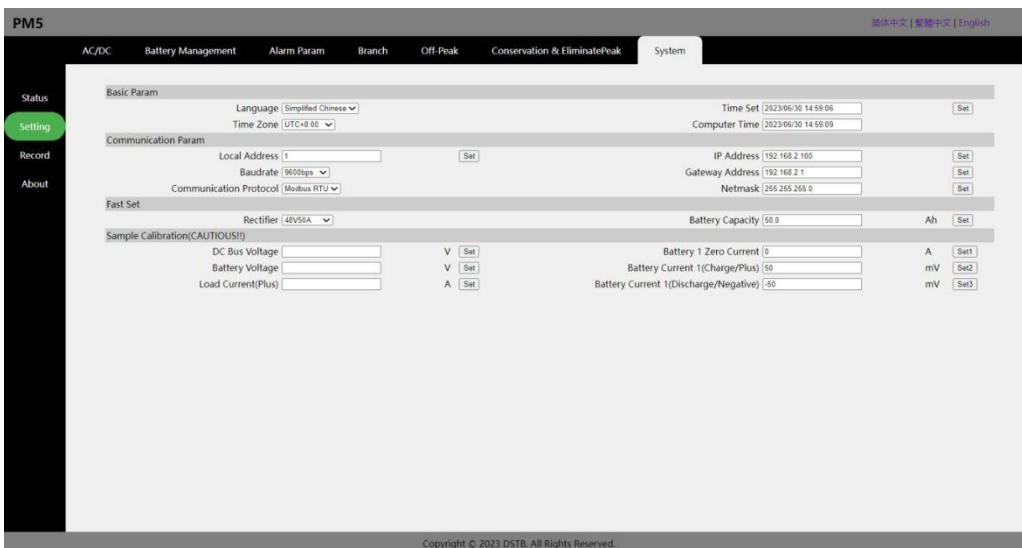 PM5
简体中文 | 繁體中文 | English
AC/DC Battery Management Alarm Param Branch Off-Peak Conservation & EliminatePeak System
Status
Setting
Record
About
Basic Param
Language Simplified Chinese Time Set 2023/06/30 14:59:06 Set
Time Zone UTC+8:00 Computer Time 2023/06/30 14:59:09
Communication Param
Local Address 1 Set IP Address 192.168.2.100 Set
Baudrate 9600bps Gateway Address 192.168.2.1 Set
Communication Protocol Modbus RTU Netmask 255.255.255.0 Set
Fast Set
Rectifier 48V50A Battery Capacity 50.0 Ah Set
Sample Calibration(CAUTIOUS!!)
DC Bus Voltage V Set Battery 1 Zero Current 0 A Set1
Battery Voltage V Set Battery Current 1(Charge/Plus) 50 mV Set2
Load Current(Plus) A Set Battery Current 1(Discharge/Negative) -50 mV Set3
Copyright © 2023 DSTB. All Rights Reserved.